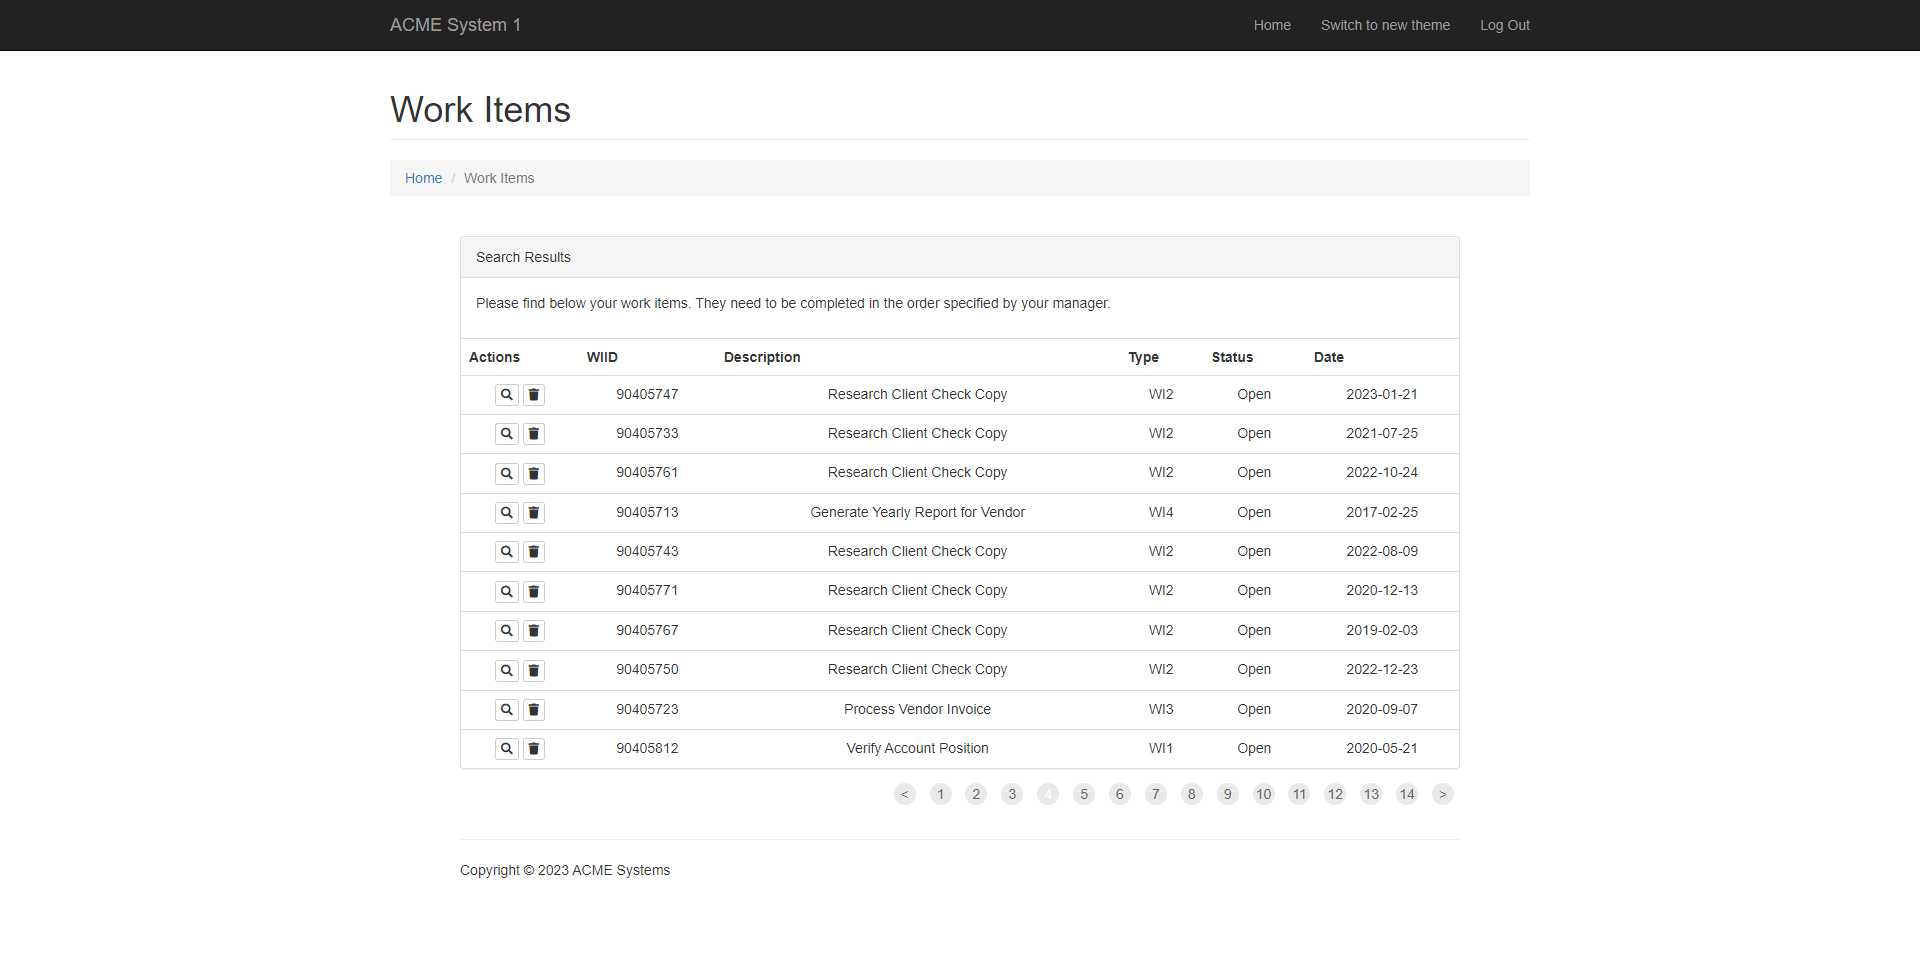 ACME System 1 Home Switch to new theme Log Out
Work Items
Home / Work Items
Search Results
Please find below your work items. They need to be completed in the order specified by your manager.
Actions WIID Description Type Status Date
90405747 Research Client Check Copy WI2 Open 2023-01-21
90405733 Research Client Check Copy WI2 Open 2021-07-25
90405761 Research Client Check Copy WI2 Open 2022-10-24
90405713 Generate Yearly Report for Vendor WI4 Open 2017-02-25
90405743 Research Client Check Copy WI2 Open 2022-08-09
90405771 Research Client Check Copy WI2 Open 2020-12-13
90405767 Research Client Check Copy WI2 Open 2019-02-03
90405750 Research Client Check Copy WI2 Open 2022-12-23
90405723 Process Vendor Invoice WI3 Open 2020-09-07
90405812 Verify Account Position WI1 Open 2020-05-21
< 1 2 3 4 5 6 7 8 9 10 11 12 13 14 >
Copyright © 2023 ACME Systems